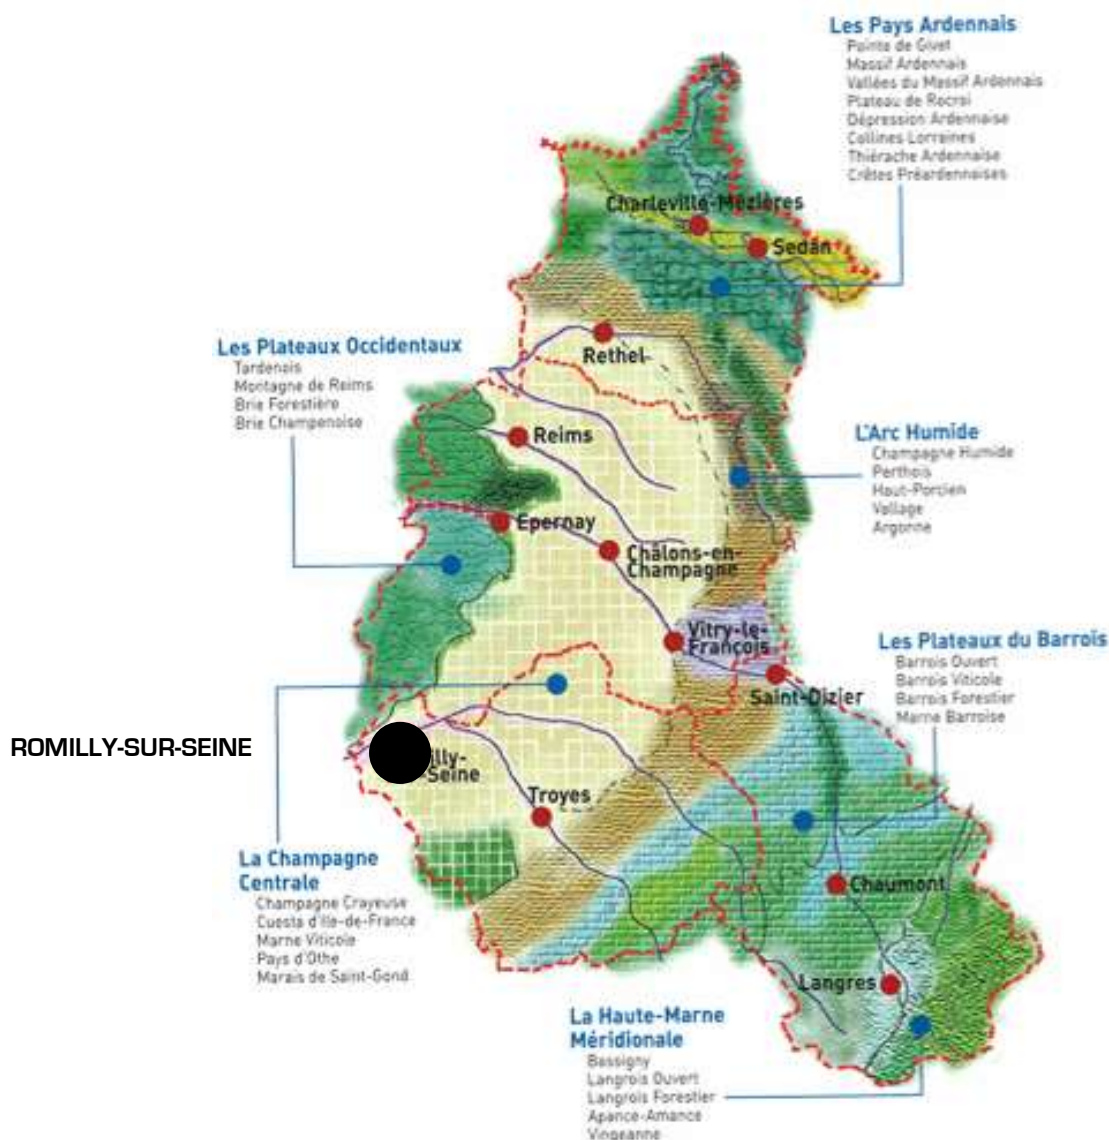 Les Pays Ardennais
Pointe de Givet
Massif Ardennais
Vallées du Massif Ardennais
Plateau de Rocroi
Dépression Ardennaise
Collines Lorraines
Thiérache Ardennaise
Crêtes Préardennaises
Charleville-Mézières
Sedan
Les Plateaux Occidentaux
Tardenois
Montagne de Reims
Brie Forestière
Brie Champenoise
Rethel
Reims
L'Arc Humide
Champagne Humide
Perthois
Haut-Porcien
Vallage
Argonne
Epernay
Châlons-en-
Champagne
Vitry-le-
François
Saint-Dizier
Les Plateaux du Barrois
Barrois Ouvert
Barrois Viticole
Barrois Forestier
Marne Barroise
ROMILLY-SUR-SEINE
illy-
-Seine
Troyes
La Champagne
Centrale
Champagne Crayeuse
Cuesta d'Ile-de-France
Marne Viticole
Pays d'Othe
Marais de Saint-Gond
Chaumont
Langres
La Haute-Marne
Méridionale
Bassigny
Langrois Ouvert
Langrois Forestier
Apance-Amance
Vingeanne